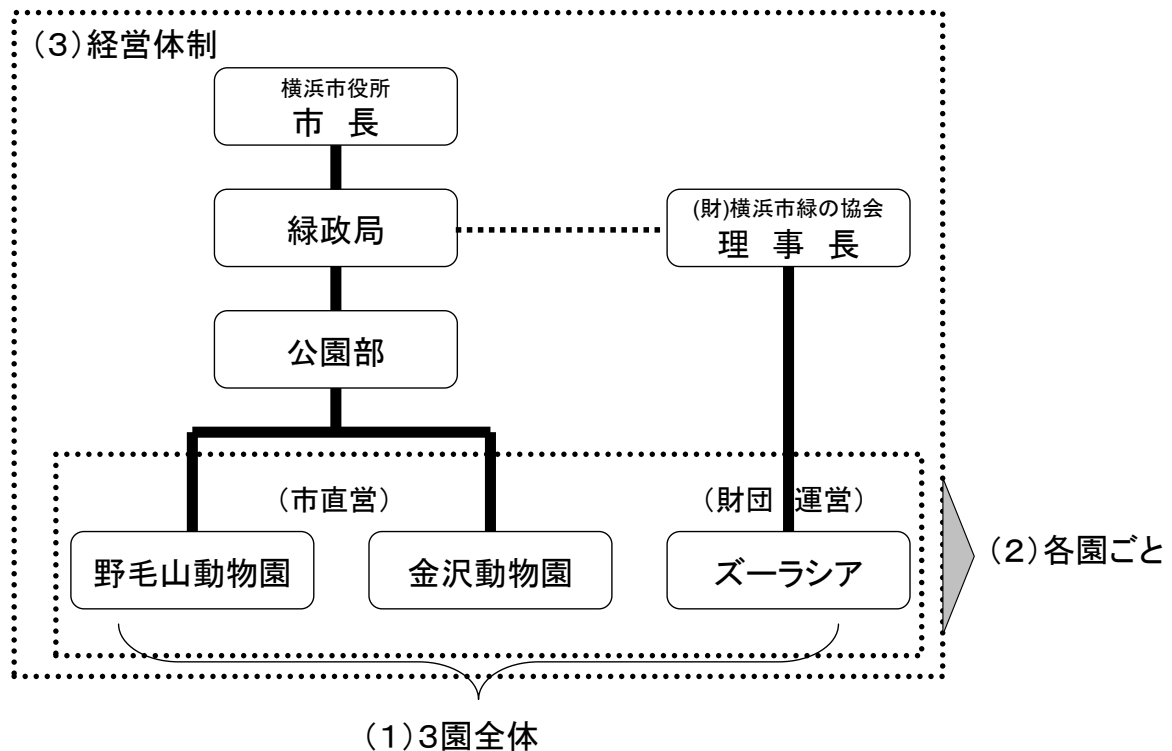 (3)経営体制
横浜市役所
市 長
緑政局
(財)横浜市緑の協会
理 事 長
公園部
(市直営)
(財団 運営)
野毛山動物園
金沢動物園
ズーラシア
(2)各園ごと
(1)3園全体